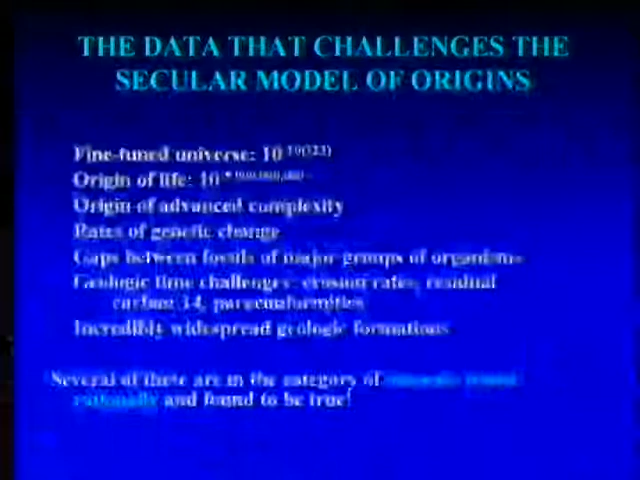 THE DATA THAT CHALLENGES THE
SECULAR MODEL OF ORIGINS
Fine-tuned universe: 10
Origin of life: 10
Origin of advanced complexity
Rates of genetic change
Gaps between fossils of major groups of organisms
Geologic time challenges: erosion rates, residual
carbon 14, paraconformities
Incredibly widespread geologic formations
Several of these are in the category of
and found to be true!